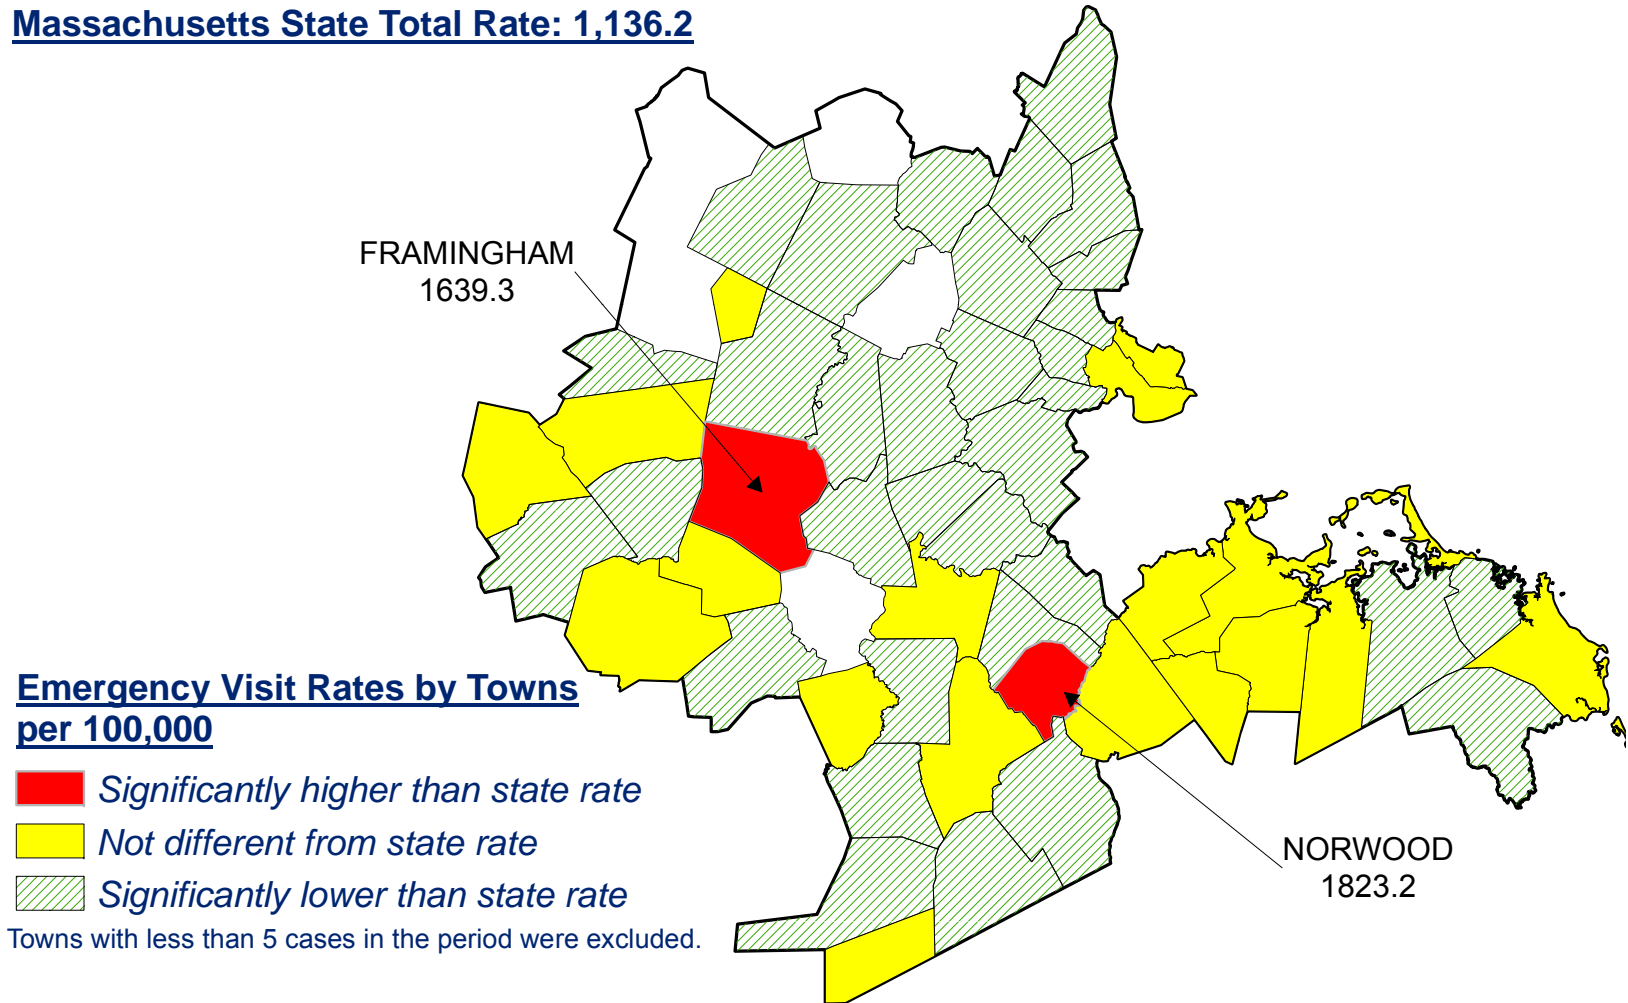 Massachusetts State Total Rate: 1,136.2
FRAMINGHAM
1639.3
Emergency Visit Rates by Towns
per 100,000
Significantly higher than state rate
Not different from state rate
Significantly lower than state rate
Towns with less than 5 cases in the period were excluded.
NORWOOD
1823.2